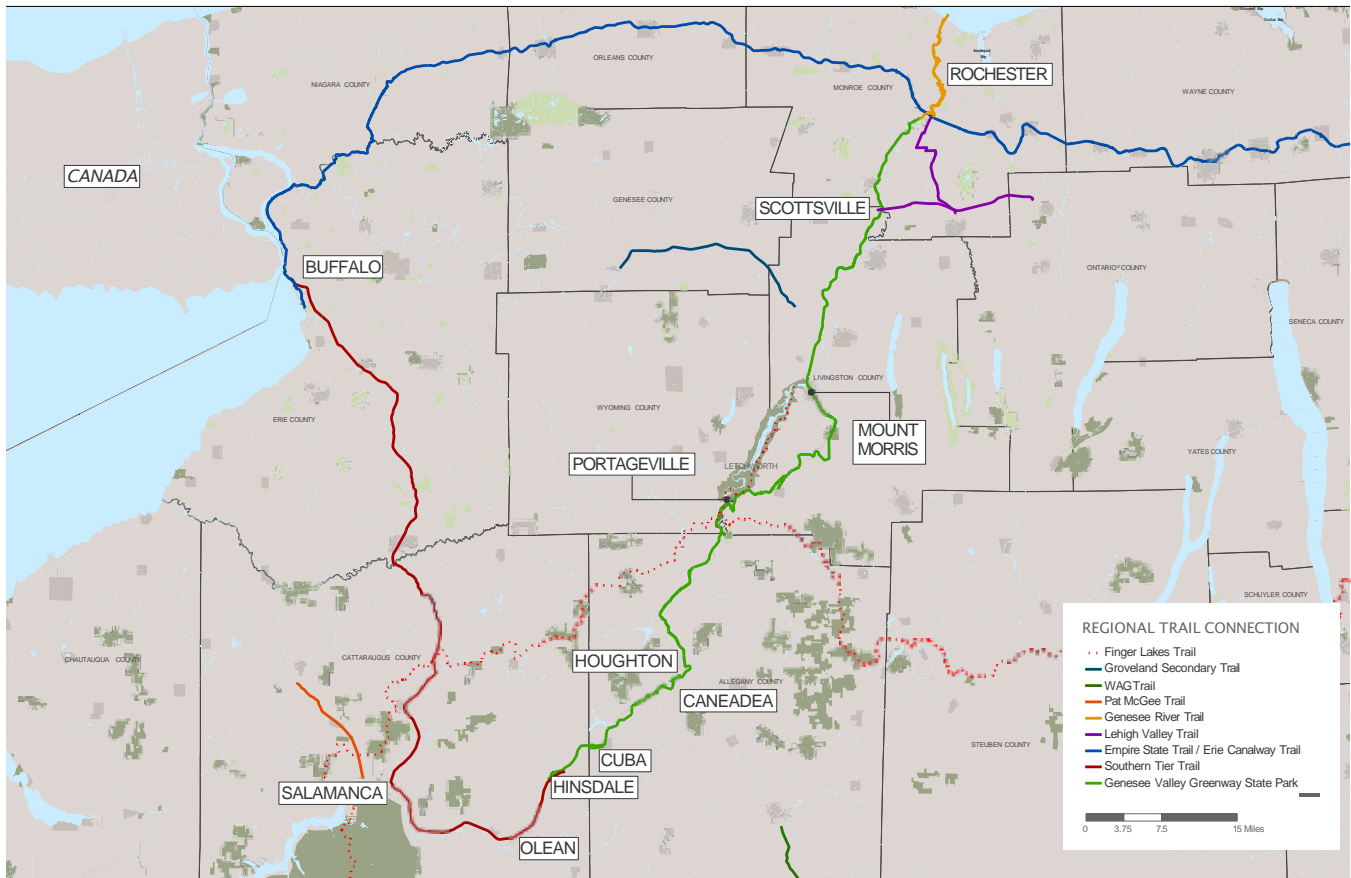 ORLEANS COUNTY
ROCHESTER
NIAGARA COUNTY
MONROE COUNTY
WAYNE COUNTY
CANADA
GENESEE COUNTY
SCOTTSVILLE
BUFFALO
ONTARIO COUNTY
SENECA COUNTY
LIVINGSTON COUNTY
WYOMING COUNTY
ERIE COUNTY
MOUNT
MORRIS
PORTAGEVILLE
LETCHWORTH
YATES COUNTY
SCHUYLER COUNTY
CHAUTAUQUA COUNTY
CATTARAUGUS COUNTY
HOUGHTON
ALLEGANY COUNTY
CANEADEA
STEUBEN COUNTY
CUBA
HINSDALE
SALAMANCA
OLEAN
REGIONAL TRAIL CONNECTION
Finger Lakes Trail
Groveland Secondary Trail
WAG Trail
Pat McGee Trail
Genesee River Trail
Lehigh Valley Trail
Empire State Trail / Erie Canalway Trail
Southern Tier Trail
Genesee Valley Greenway State Park
0 3.75 7.5 15 Miles